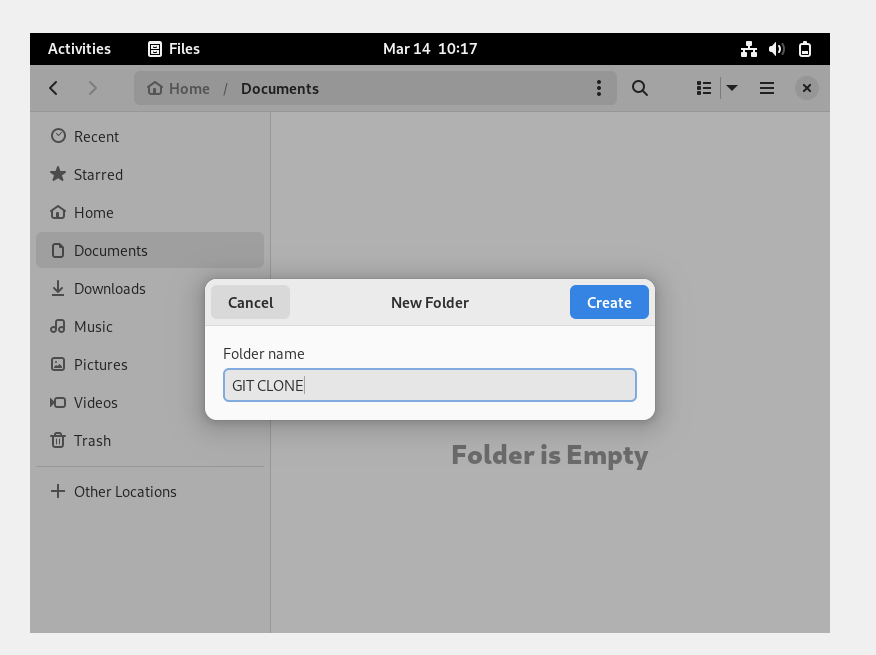 Activities Files Mar 14 10:17
Home / Documents
Recent
Starred
Home
Documents
Downloads
Music
Pictures
Videos
Trash
Other Locations
Cancel New Folder Create
Folder name
GIT CLONE
Folder is Empty